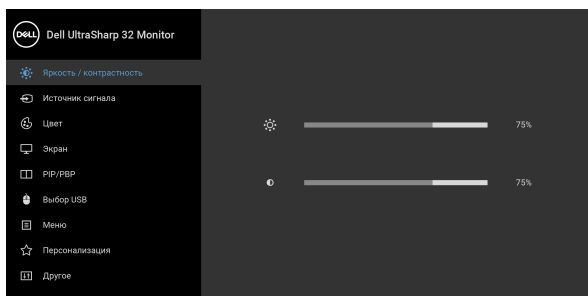 DELL
Dell UltraSharp 32 Monitor
Яркость / контрастность
Источник сигнала
Цвет
Экран
PIP/PBP
Выбор USB
Меню
Персонализация
Другое
75%
75%